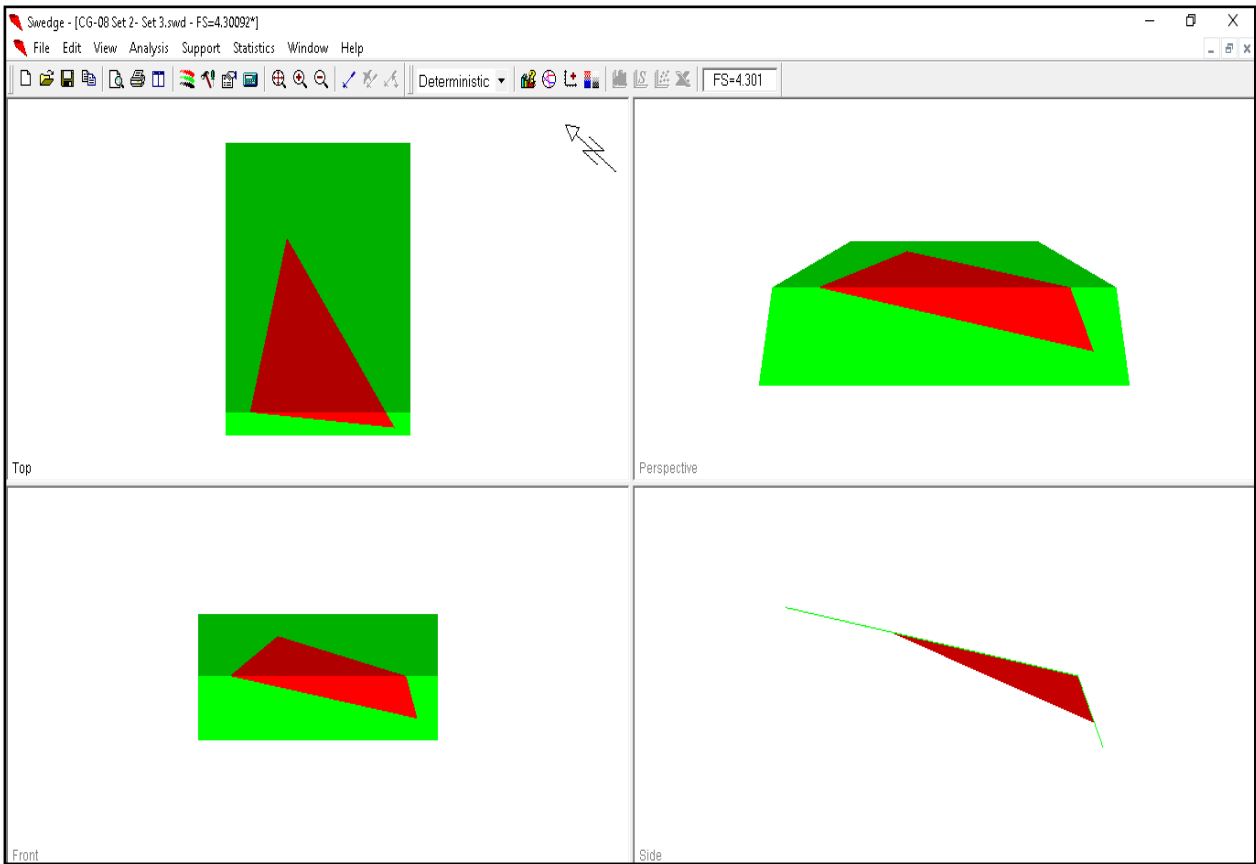 Swedge - [CG-08 Set 2- Set 3.swd - FS=4.30092*]
File Edit View Analysis Support Statistics Window Help
Deterministic FS=4.301
Top
Perspective
Front
Side